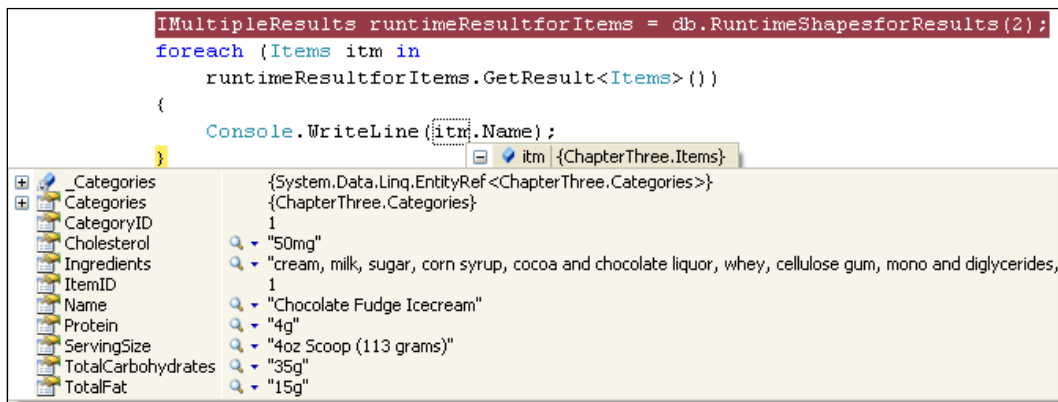 IMultipleResults runtimeResultforItems = db.RuntimeShapesforResults(2);
foreach (Items itm in
runtimeResultforItems.GetResult<Items>())
{
Console.WriteLine(itm.Name);
}
itm {ChapterThree.Items}
_Categories {System.Data.Linq.EntityRef<ChapterThree.Categories>}
Categories {ChapterThree.Categories}
CategoryID 1
Cholesterol "50mg"
Ingredients "cream, milk, sugar, corn syrup, cocoa and chocolate liquor, whey, cellulose gum, mono and diglycerides,
ItemID 1
Name "Chocolate Fudge Icecream"
Protein "4g"
ServingSize "4oz Scoop (113 grams)"
TotalCarbohydrates "35g"
TotalFat "15g"